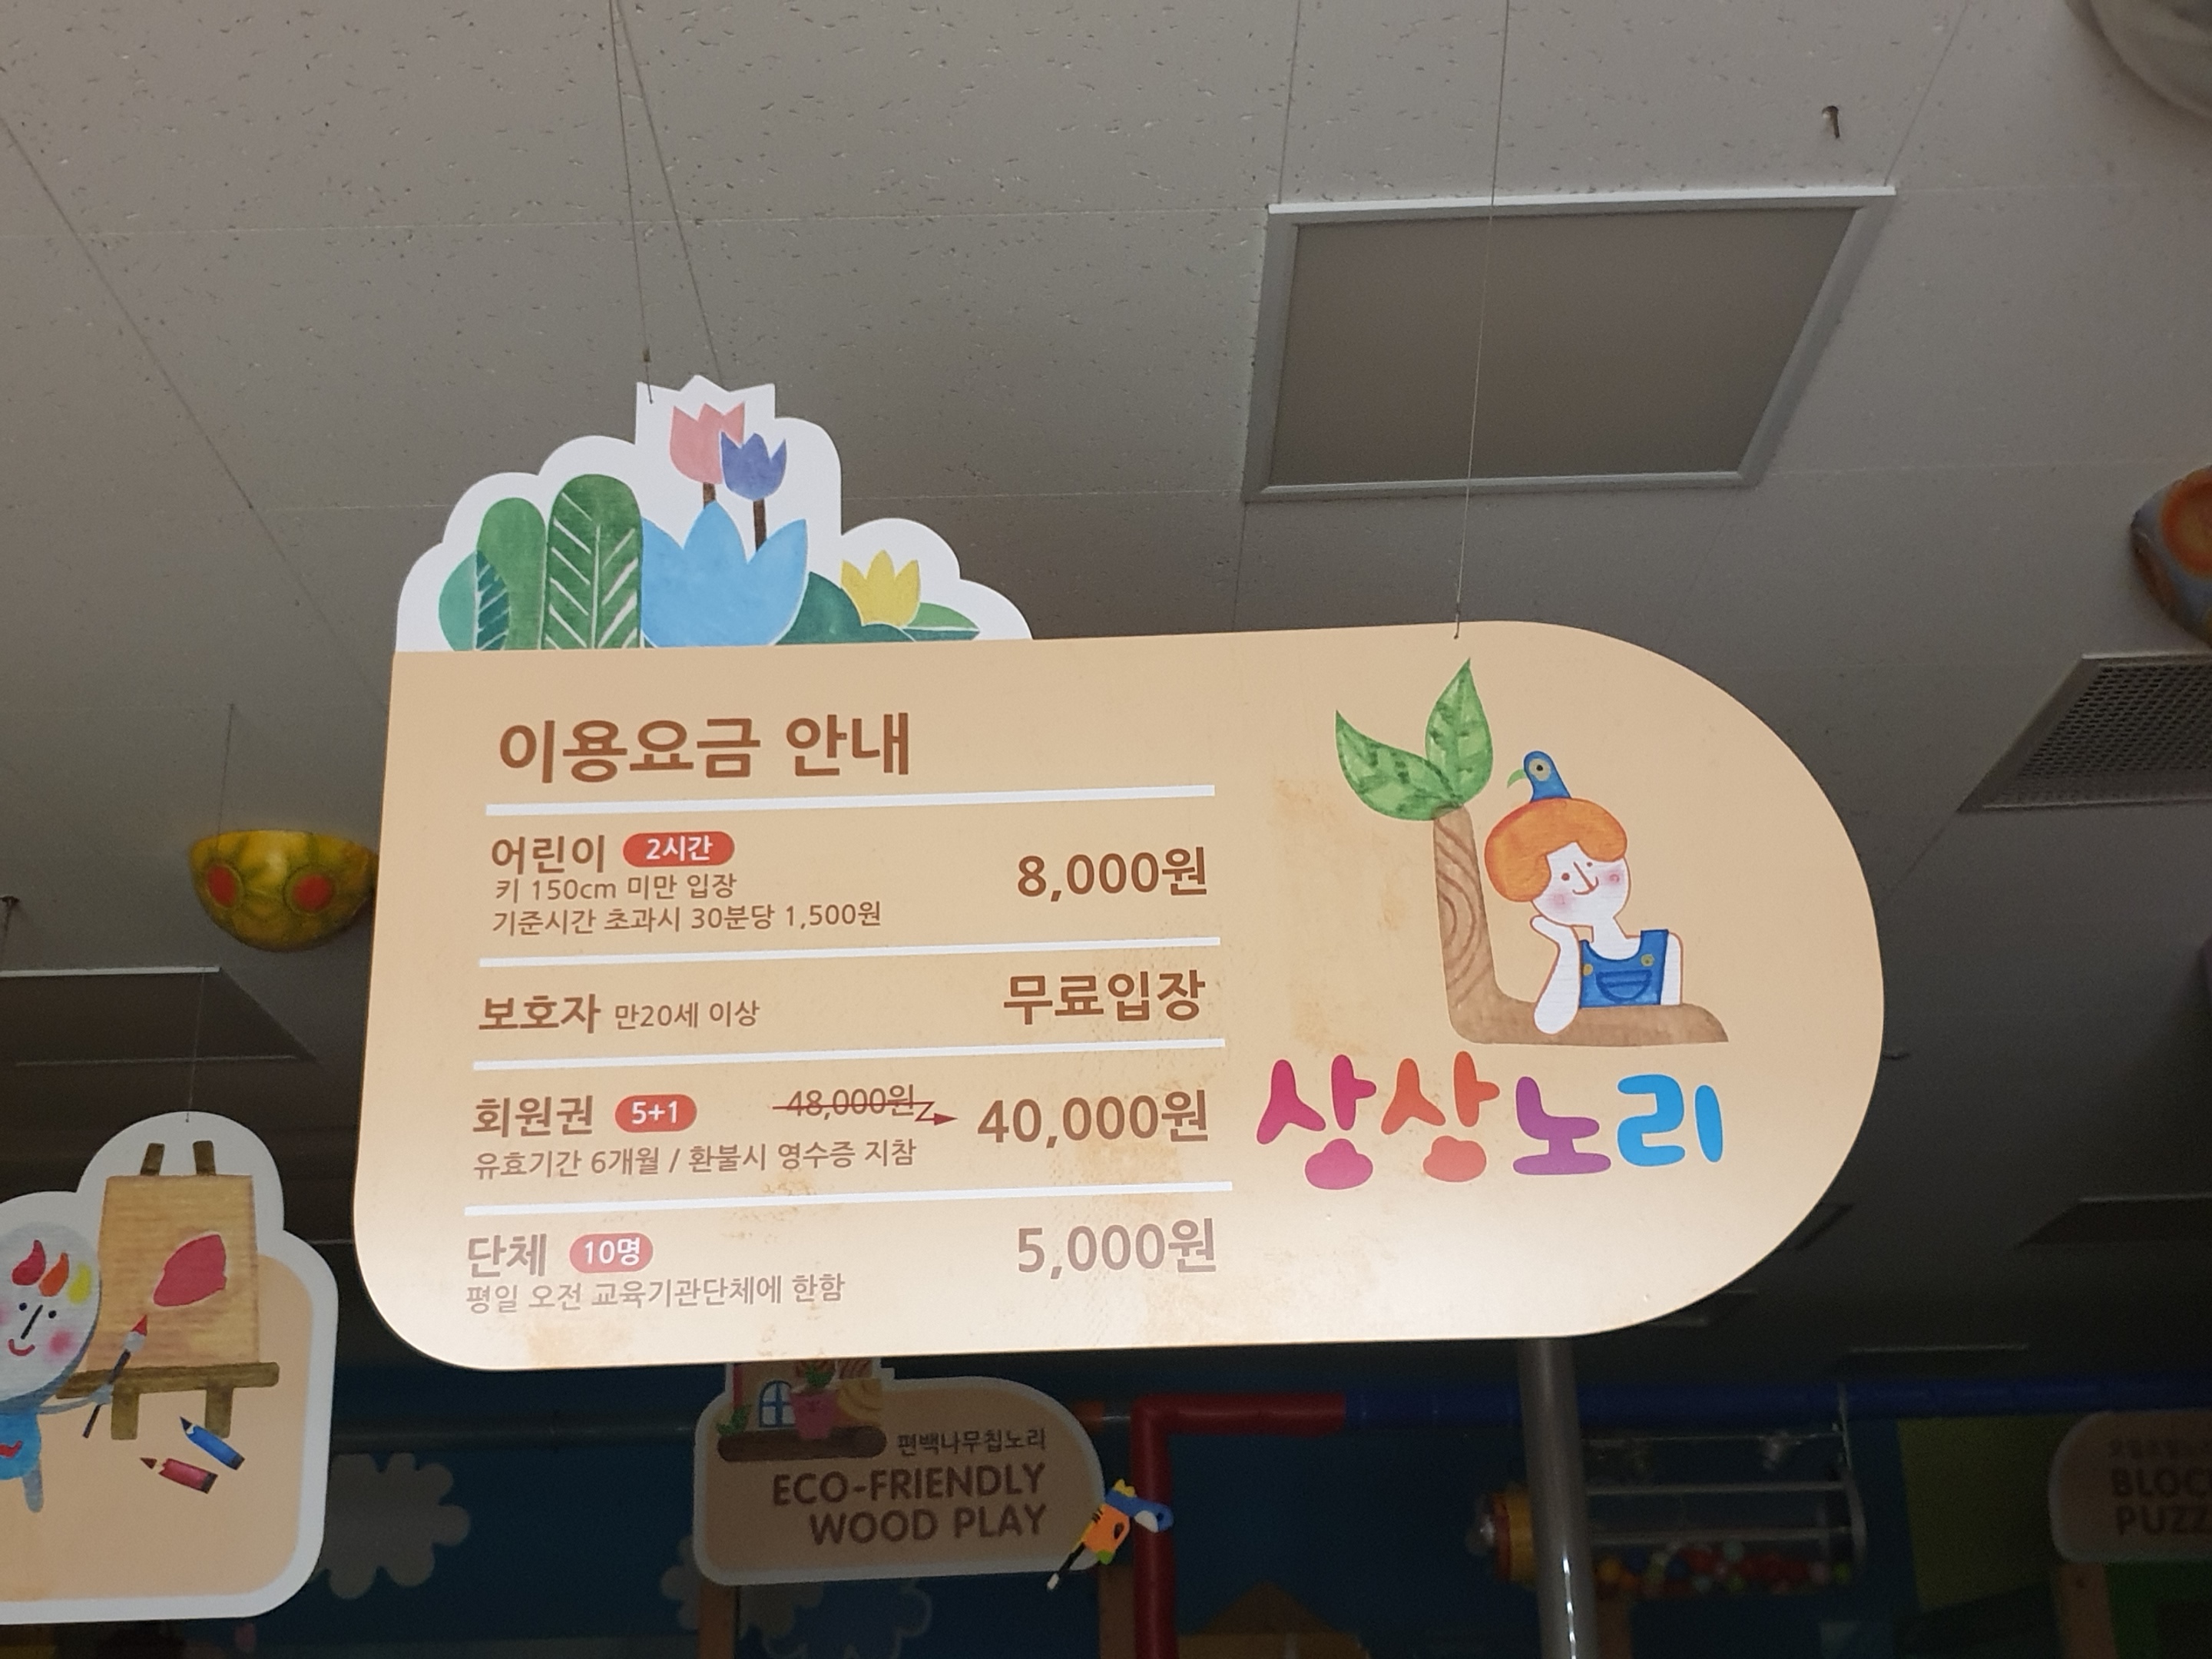 이용요금 안내
어린이 2시간 8,000원
키 150cm 미만 입장
기준시간 초과시 30분당 1,500원
보호자 만20세 이상 무료입장
회원권 5+1 48,000원 40,000원
유효기간 6개월 / 환불시 영수증 지참
단체 10명 5,000원
평일 오전 교육기관단체에 한함
상상노리
편백나무칩노리
ECO-FRIENDLY
WOOD PLAY